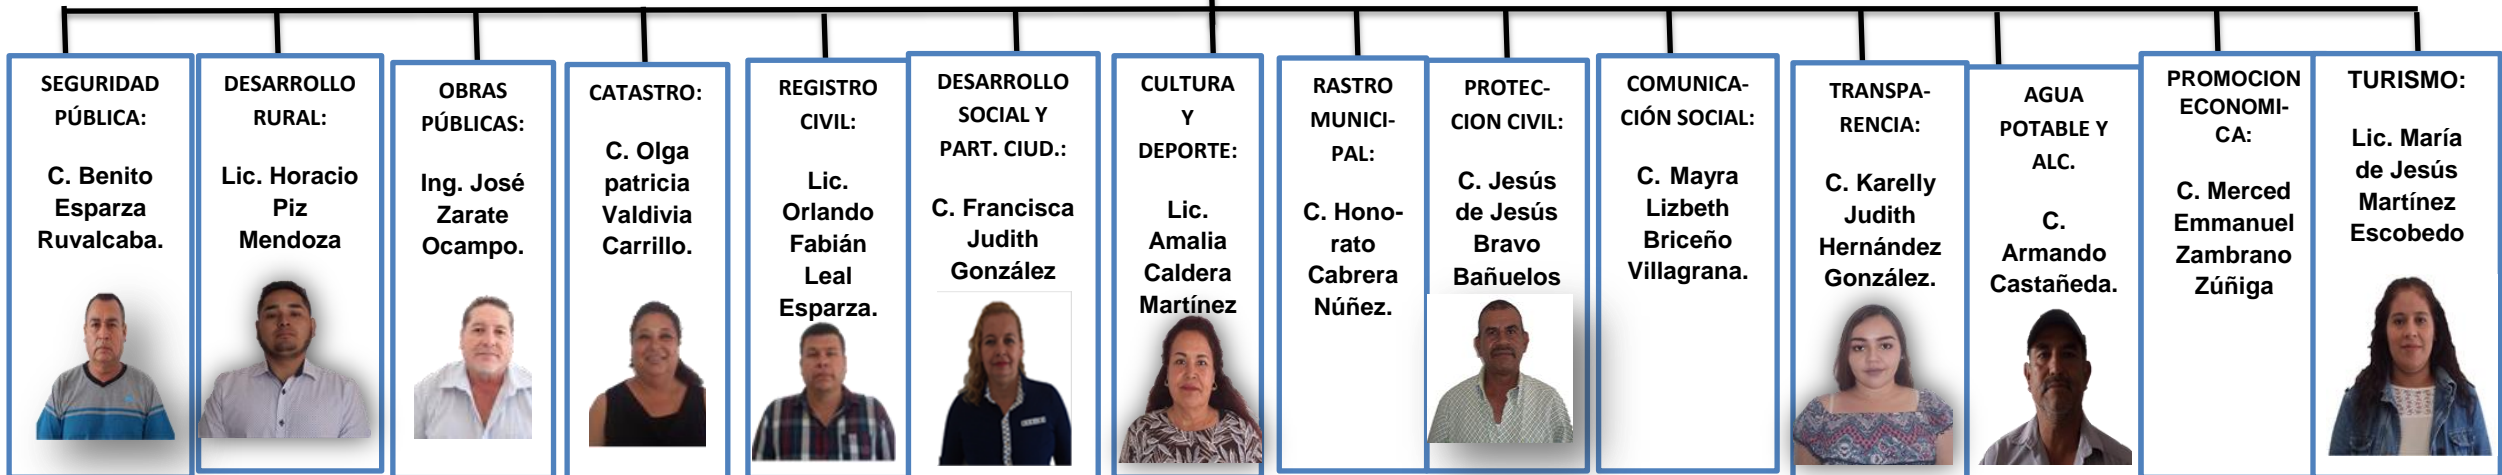 SEGURIDAD
PÚBLICA:
C. Benito
Esparza
Ruvalcaba.
DESARROLLO
RURAL:
Lic. Horacio
Piz
Mendoza
OBRAS
PÚBLICAS:
Ing. José
Zarate
Ocampo.
CATASTRO:
C. Olga
patricia
Valdivia
Carrillo.
REGISTRO
CIVIL:
Lic.
Orlando
Fabián
Leal
Esparza.
DESARROLLO
SOCIAL Y
PART. CIUD.:
C. Francisca
Judith
González
CULTURA
Y
DEPORTE:
Lic.
Amalia
Caldera
Martínez
RASTRO
MUNICI-
PAL:
C. Hono-
rato
Cabrera
Núñez.
PROTEC-
CION CIVIL:
C. Jesús
de Jesús
Bravo
Bañuelos
COMUNICA-
CIÓN SOCIAL:
C. Mayra
Lizbeth
Briceño
Villagrana.
TRANSPA-
RENCIA:
C. Karelly
Judith
Hernández
González.
AGUA
POTABLE Y
ALC.
C.
Armando
Castañeda.
PROMOCION
ECONOMI-
CA:
C. Merced
Emmanuel
Zambrano
Zúñiga
TURISMO:
Lic. María
de Jesús
Martínez
Escobedo